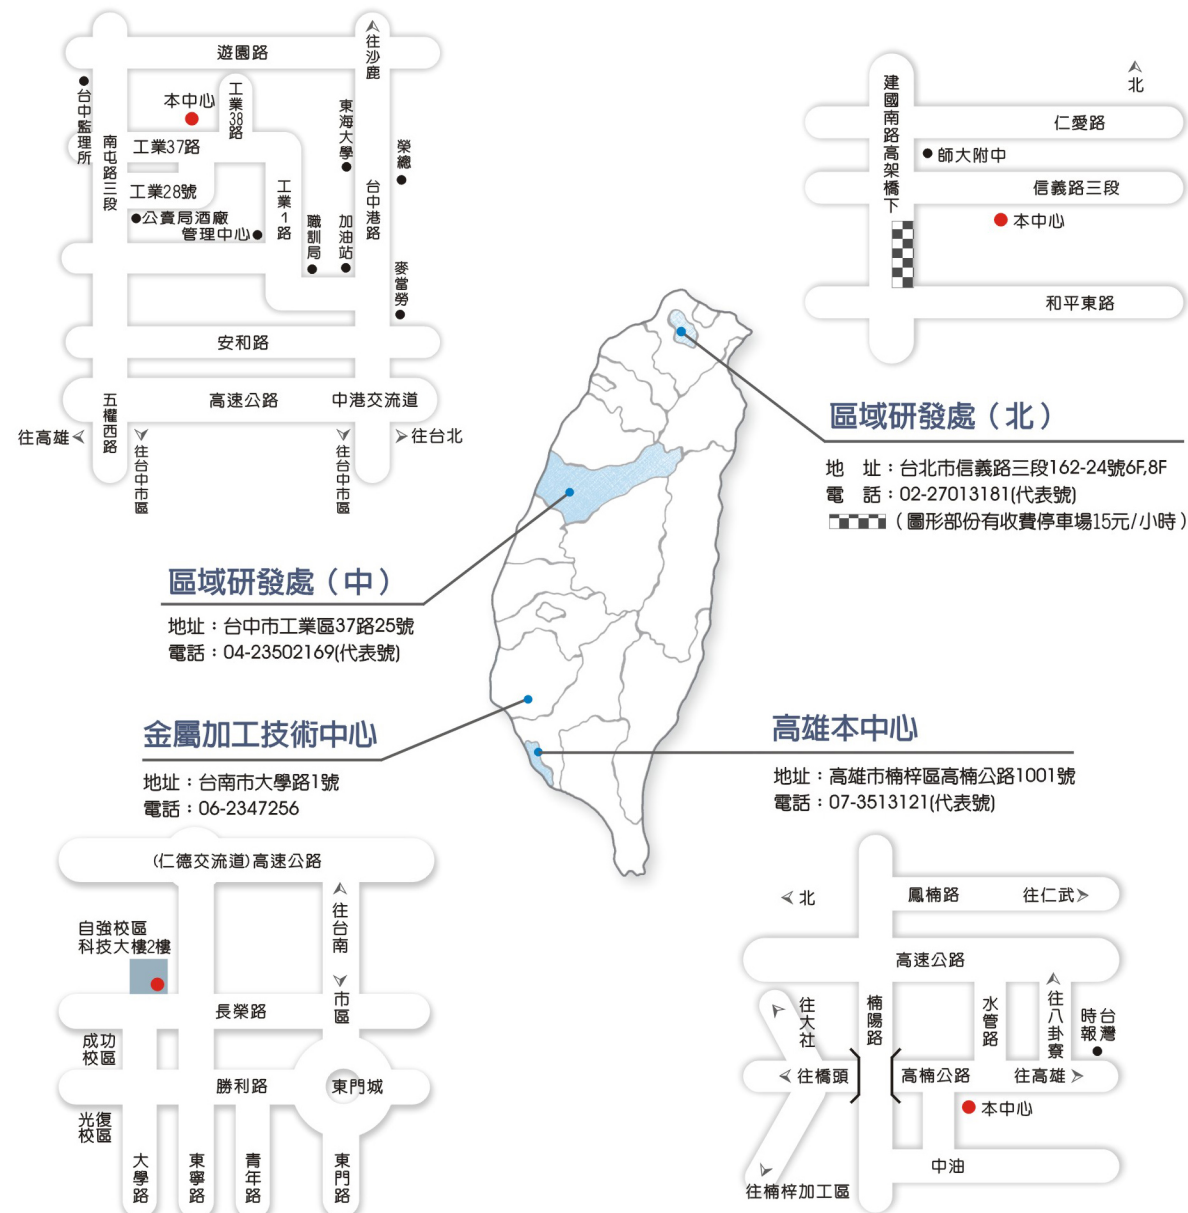 遊園路
往沙鹿
台中監理所
本中心
工業38路
東海大學
榮總
南屯路三段
工業37路
工業28號
公賣局酒廠
管理中心
工業1路
職訓局
加油站
台中港路
麥當勞
安和路
高速公路
中港交流道
五權西路
往高雄
往台中市區
往台中市區
往台北
建國南路高架橋下
北
仁愛路
師大附中
信義路三段
本中心
和平東路
區域研發處（北）
地　址：台北市信義路三段162-24號6F,8F
電　話：02-27013181(代表號)
（圖形部份有收費停車場15元/小時）
區域研發處（中）
地址：台中市工業區37路25號
電話：04-23502169(代表號)
金屬加工技術中心
地址：台南市大學路1號
電話：06-2347256
高雄本中心
地址：高雄市楠梓區高楠公路1001號
電話：07-3513121(代表號)
(仁德交流道)高速公路
往台南
自強校區
科技大樓2樓
市區
長榮路
成功
校區
勝利路
東門城
光復
校區
大學路
東寧路
青年路
東門路
北
鳳楠路
往仁武
高速公路
往大社
楠陽路
水管路
往八卦寮
台灣
時報
往橋頭
高楠公路
往高雄
本中心
中油
往楠梓加工區